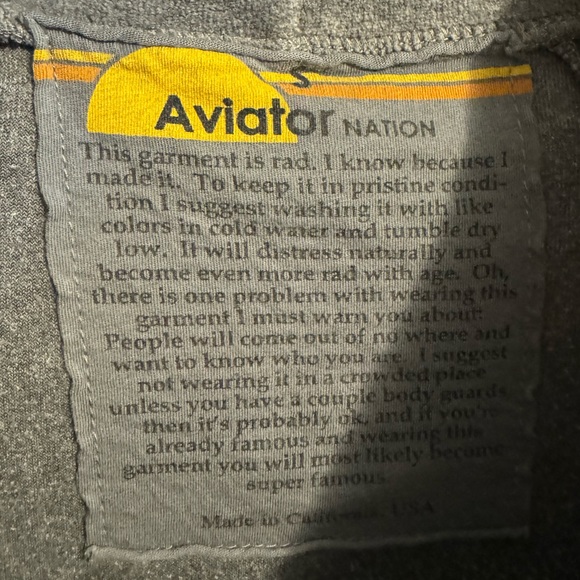 S
Aviator NATION
This garment is rad. I know because I
made it. To keep it in pristine condi-
tion I suggest washing it with like
colors in cold water and tumble dry
low. It will distress naturally and
become even more rad with age. Oh,
there is one problem with wearing this
garment I must warn you about:
People will come out of no where and
want to know who you are. I suggest
not wearing it in a crowded place
unless you have a couple body guards,
then it's probably ok, and if you're
already famous and wearing this
garment you will most likely become
super famous.
Made in California, USA